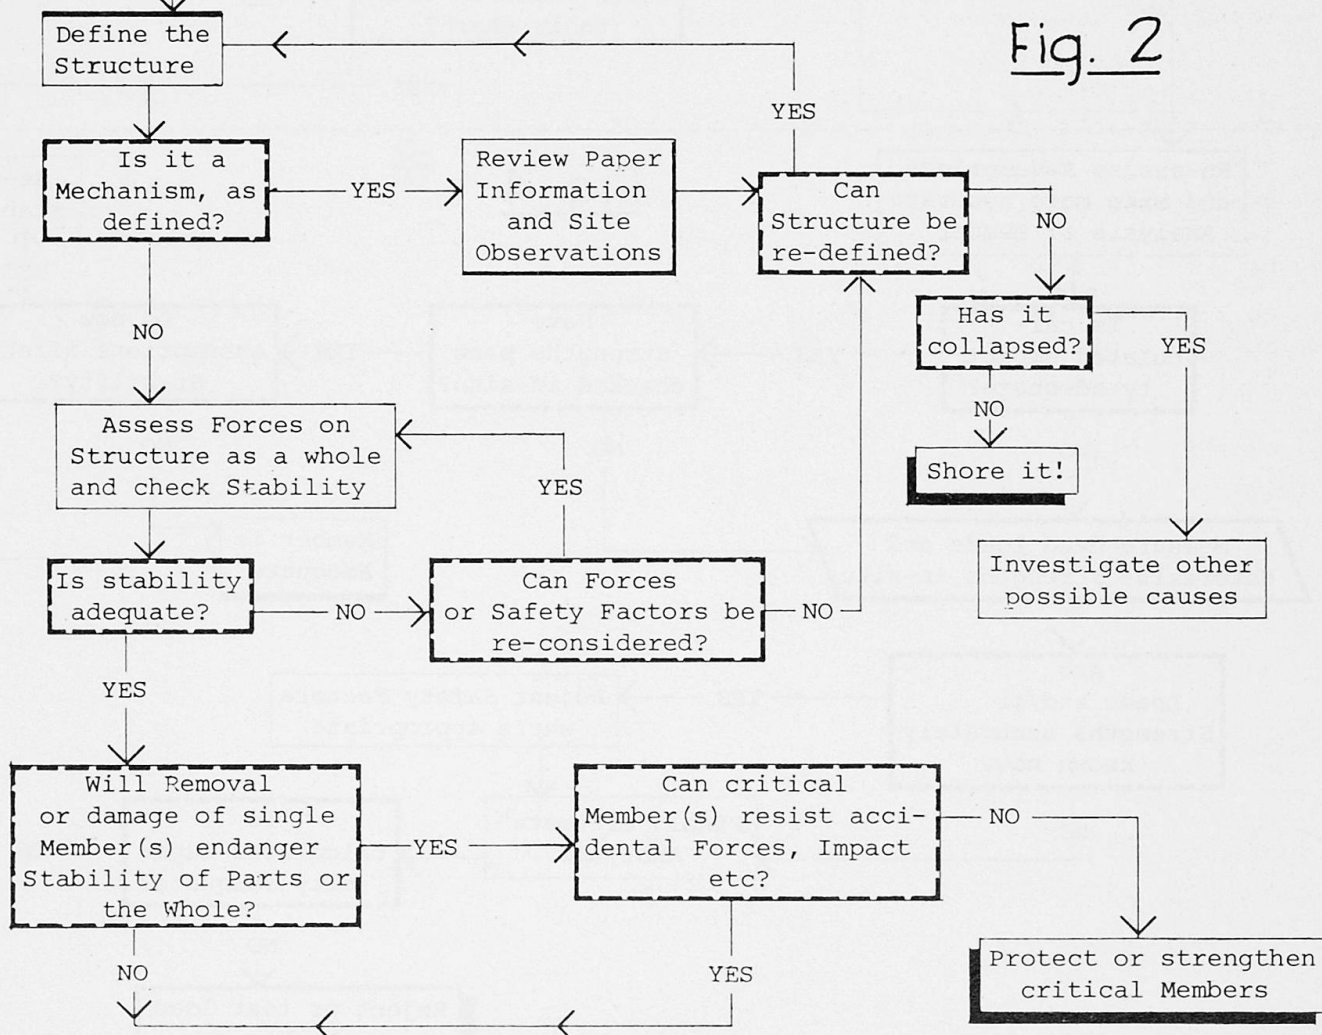 Fig. 2
Define the
Structure
YES
Is it a
Mechanism, as
defined?
YES
Review Paper
Information
and Site
Observations
Can
Structure be
re-defined?
NO
NO
Has it
collapsed?
YES
NO
Shore it!
Assess Forces on
Structure as a whole
and check Stability
YES
Investigate other
possible causes
Is stability
adequate?
NO
Can Forces
or Safety Factors be
re-considered?
NO
YES
Will Removal
or damage of single
Member(s) endanger
Stability of Parts or
the Whole?
YES
Can critical
Member(s) resist acci-
dental Forces, Impact
etc?
NO
NO
YES
Protect or strengthen
critical Members